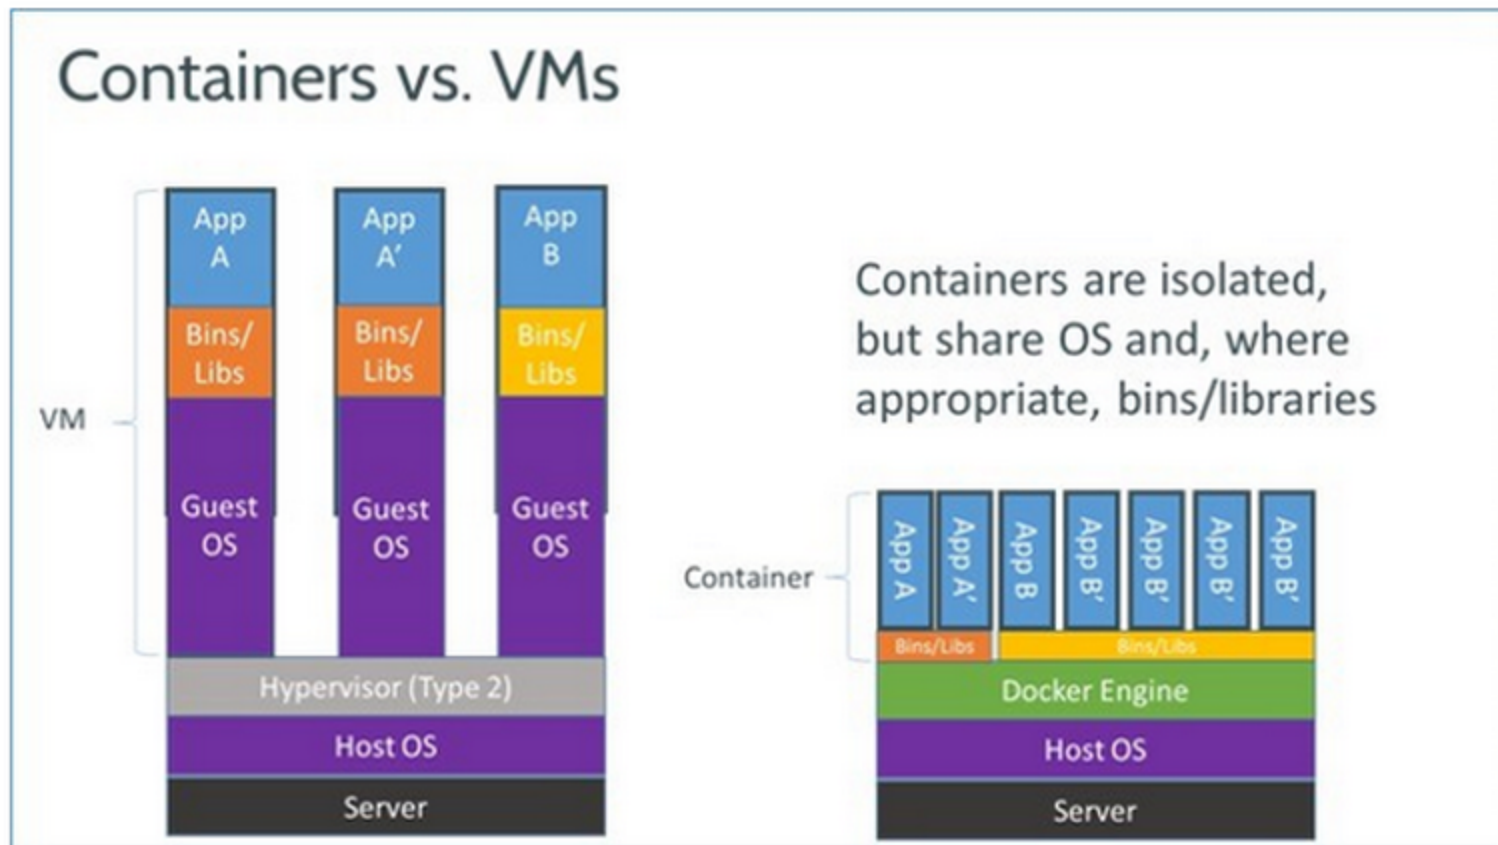 Containers vs. VMs
VM
App
A
Bins/
Libs
Guest
OS
App
A′
Bins/
Libs
Guest
OS
App
B
Bins/
Libs
Guest
OS
Hypervisor (Type 2)
Host OS
Server
Containers are isolated,
but share OS and, where
appropriate, bins/libraries
Container
App A
App A′
App B
App B′
App B′
App B′
App B′
Bins/Libs
Bins/Libs
Docker Engine
Host OS
Server